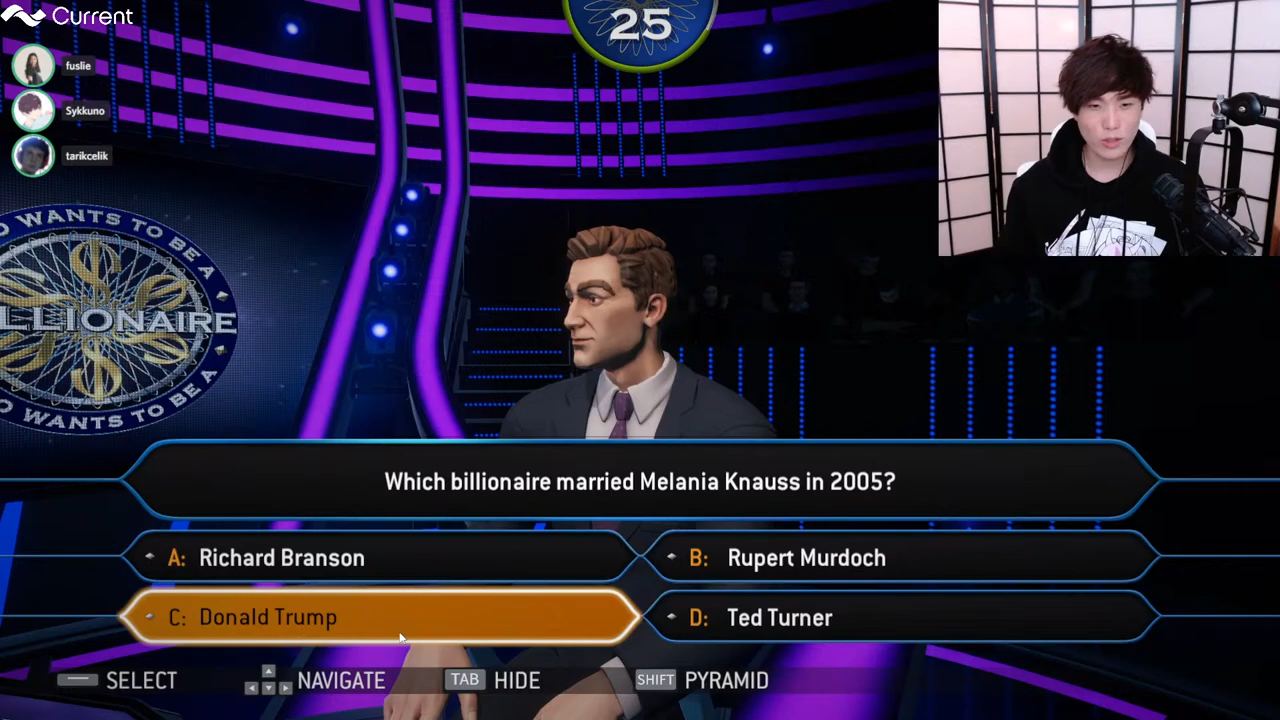 Current
25
fuslie
Sykkuno
tarikcelik
O WANTS TO BE A
LLIONAIRE
O WANTS TO BE A
Which billionaire married Melania Knauss in 2005?
A: Richard Branson
B: Rupert Murdoch
C: Donald Trump
D: Ted Turner
SELECT
NAVIGATE
TAB HIDE
SHIFT PYRAMID